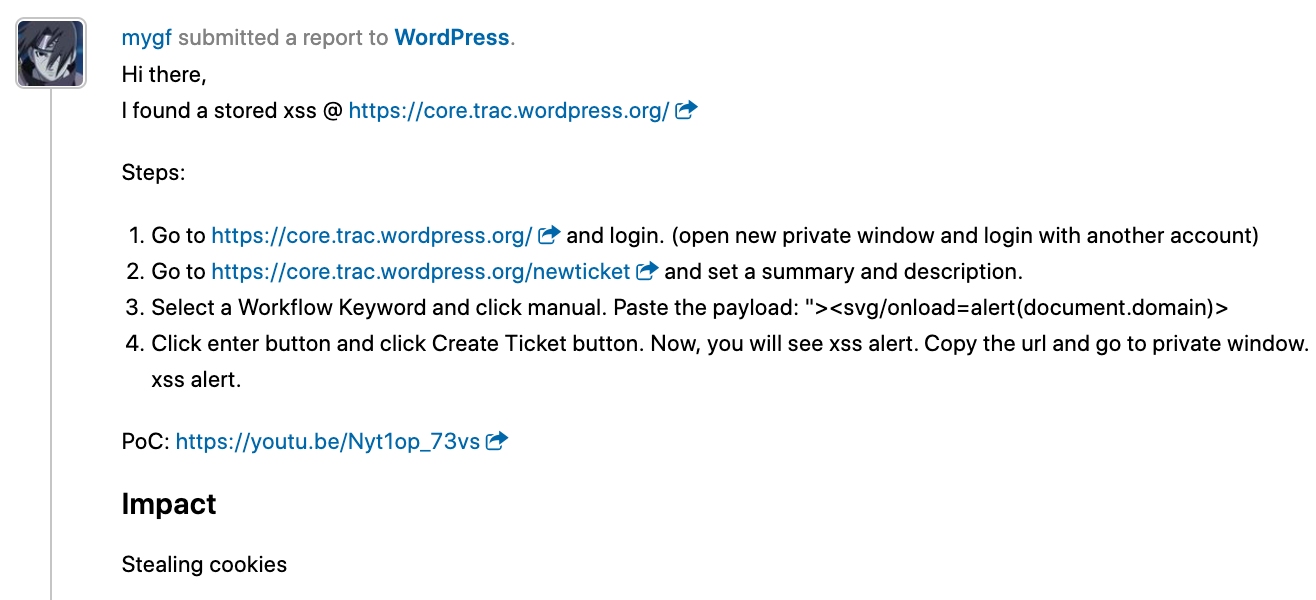 mygf submitted a report to WordPress.
Hi there,
I found a stored xss @ https://core.trac.wordpress.org/
Steps:
1. Go to https://core.trac.wordpress.org/ and login. (open new private window and login with another account)
2. Go to https://core.trac.wordpress.org/newticket and set a summary and description.
3. Select a Workflow Keyword and click manual. Paste the payload: "><svg/onload=alert(document.domain)>
4. Click enter button and click Create Ticket button. Now, you will see xss alert. Copy the url and go to private window.
xss alert.
PoC: https://youtu.be/Nyt1op_73vs
Impact
Stealing cookies